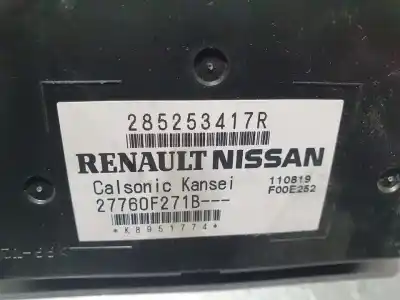 285253417R
RENAULT NISSAN
Calsonic Kansei
110819
27760F271B---
F00E252
*K8951774*